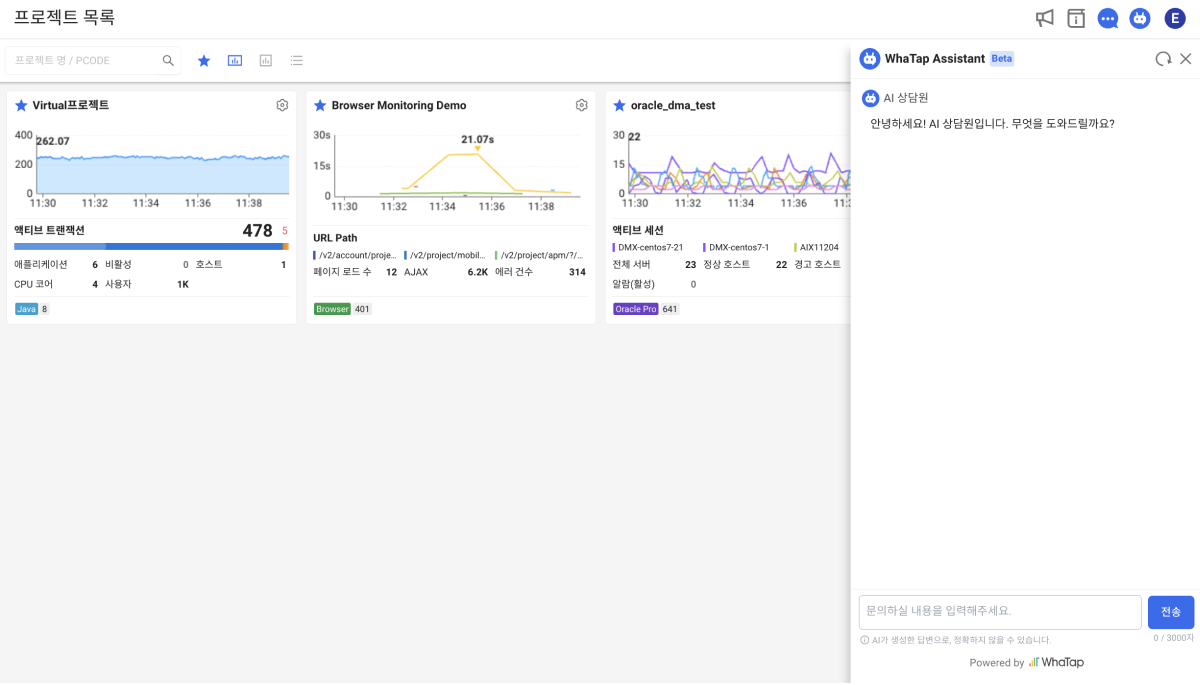 프로젝트 목록
E
프로젝트 명 / PCODE
Virtual프로젝트
400
262.07
200
0
11:30 11:32 11:34 11:36 11:38
액티브 트랜잭션 478 5
애플리케이션 6 비활성 0 호스트 1
CPU 코어 4 사용자 1K
Java 8
Browser Monitoring Demo
30s
21.07s
15s
0
11:30 11:32 11:34 11:36 11:38
URL Path
/v2/account/proje... /v2/project/mobil... /v2/project/apm/?/...
페이지 로드 수 12 AJAX 6.2K 에러 건수 314
Browser 401
oracle_dma_test
30 22
15
0
11:30 11:32 11:34 11:36
액티브 세션
DMX-centos7-21 DMX-centos7-1 AIX11204
전체 서버 23 정상 호스트 22 경고 호스트
알람(활성) 0
Oracle Pro 641
WhaTap Assistant Beta
AI 상담원
안녕하세요! AI 상담원입니다. 무엇을 도와드릴까요?
문의하실 내용을 입력해주세요.
전송
AI가 생성한 답변으로, 정확하지 않을 수 있습니다.
0 / 3000자
Powered by WhaTap